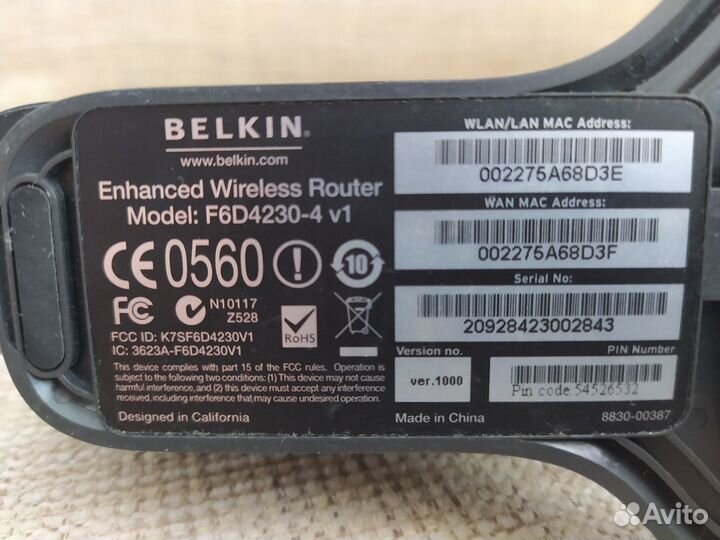 BELKIN®
www.belkin.com
Enhanced Wireless Router
Model: F6D4230-4 v1
CE 0560 ! 10
FC N10117
Z528
RoHS
FCC ID: K7SF6D4230V1
IC: 3623A-F6D4230V1
This device complies with part 15 of the FCC rules. Operation is
subject to the following two conditions: (1) This device may not cause
harmful interference, and (2) this device must accept any interference
received, including interference that may cause undesired operation.
Designed in California
WLAN/LAN MAC Address:
002275A68D3E
WAN MAC Address:
002275A68D3F
Serial No:
20928423002843
Version no.
ver.1000
PIN Number
Pin code:54526532
Made in China
8830-00387
Avito